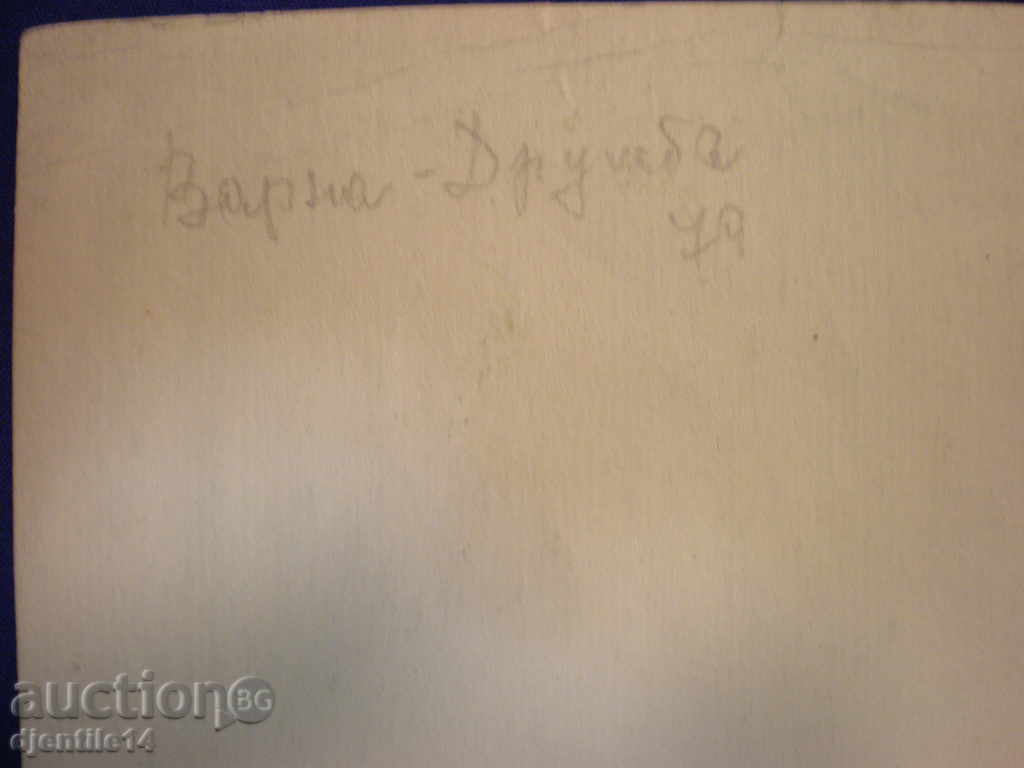 Варна - Дружба
79
auction BG
djentile14